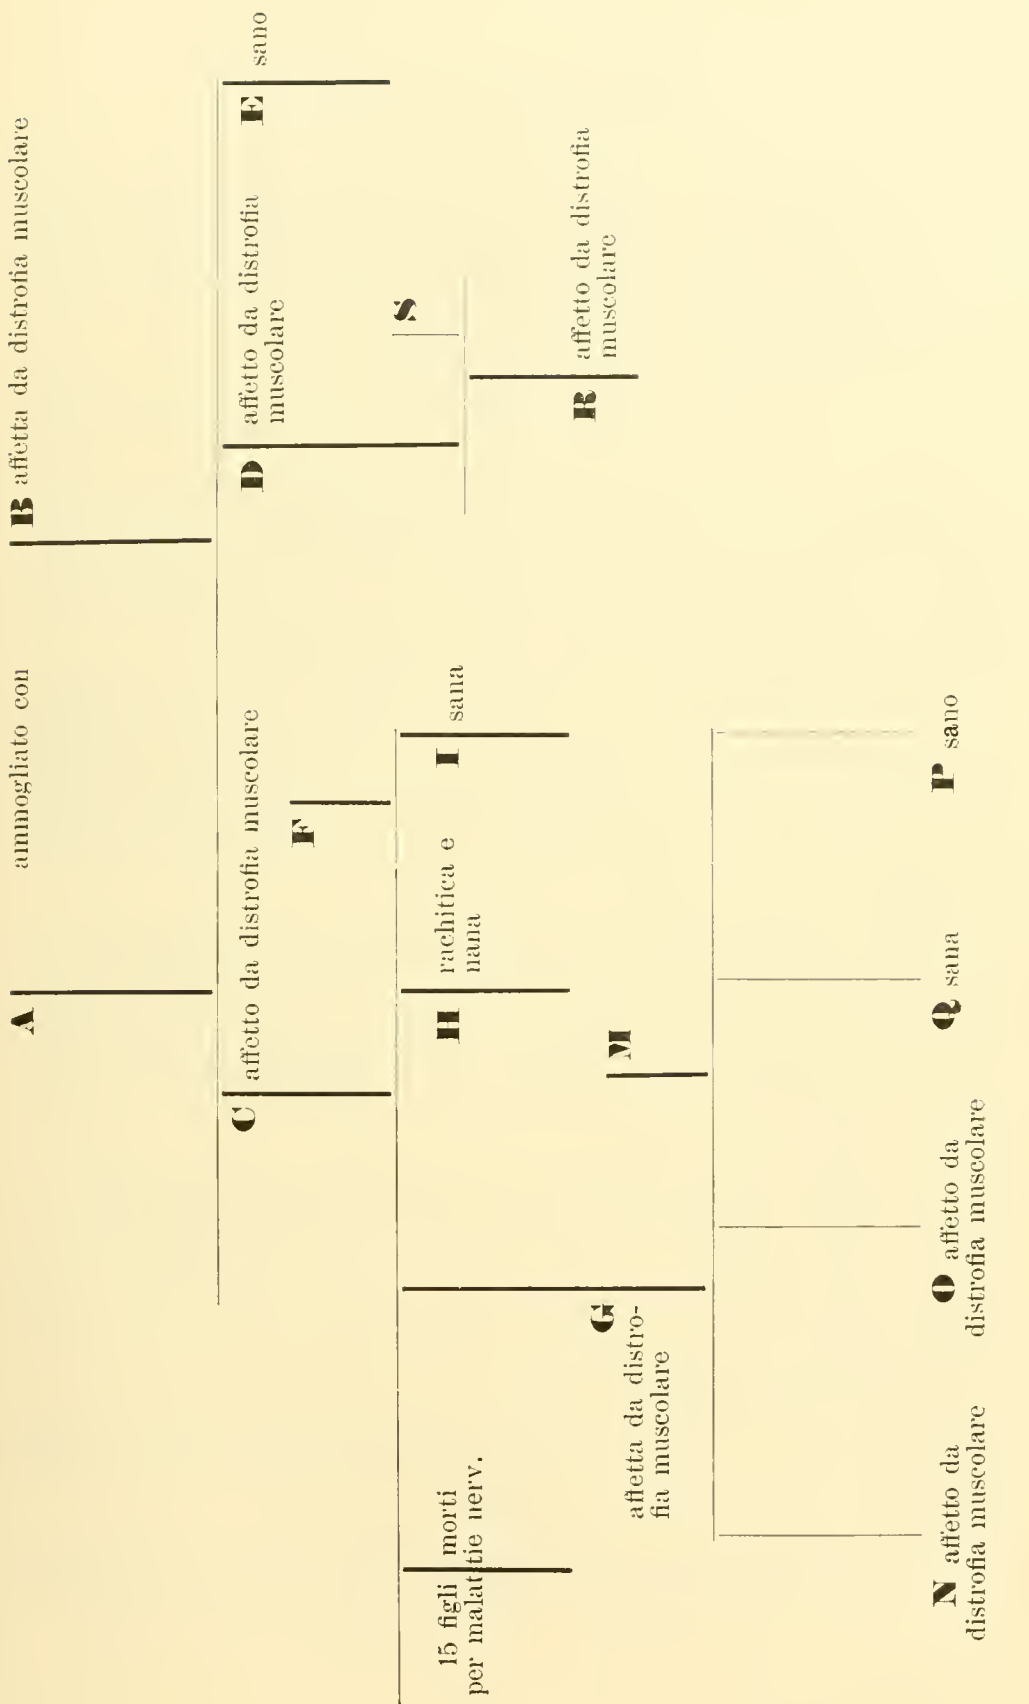 A ammogliato con B affetta da distrofia muscolare
C affetto da distrofia muscolare
D affetto da distrofia
muscolare
E sano
F
S
15 figli morti
per malattie nerv.
H rachitica e
nana
I sana
R affetto da distrofia
muscolare
G
affetta da distro-
fia muscolare
M
N affetto da
distrofia muscolare
O affetto da
distrofia muscolare
Q sana
P sano